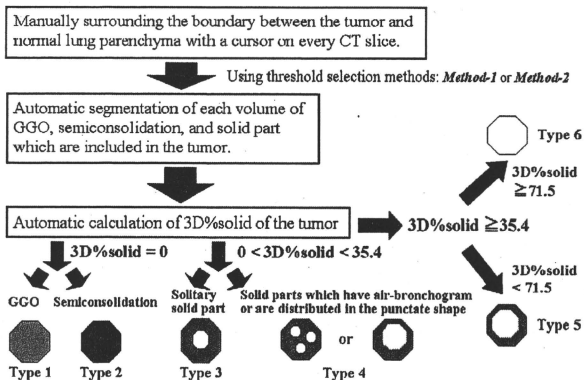 Manually surrounding the boundary between the tumor and
normal lung parenchyma with a cursor on every CT slice.
Using threshold selection methods: Method-1 or Method-2
Automatic segmentation of each volume of
GGO, semiconsolidation, and solid part
which are included in the tumor.
Type 6
3D%solid
≧71.5
Automatic calculation of 3D%solid of the tumor
3D%solid ≧35.4
3D%solid = 0
0 < 3D%solid < 35.4
3D%solid
< 71.5
GGO
Semiconsolidation
Solitary
solid part
Solid parts which have air-bronchogram
or are distributed in the punctate shape
or
Type 5
Type 1
Type 2
Type 3
Type 4